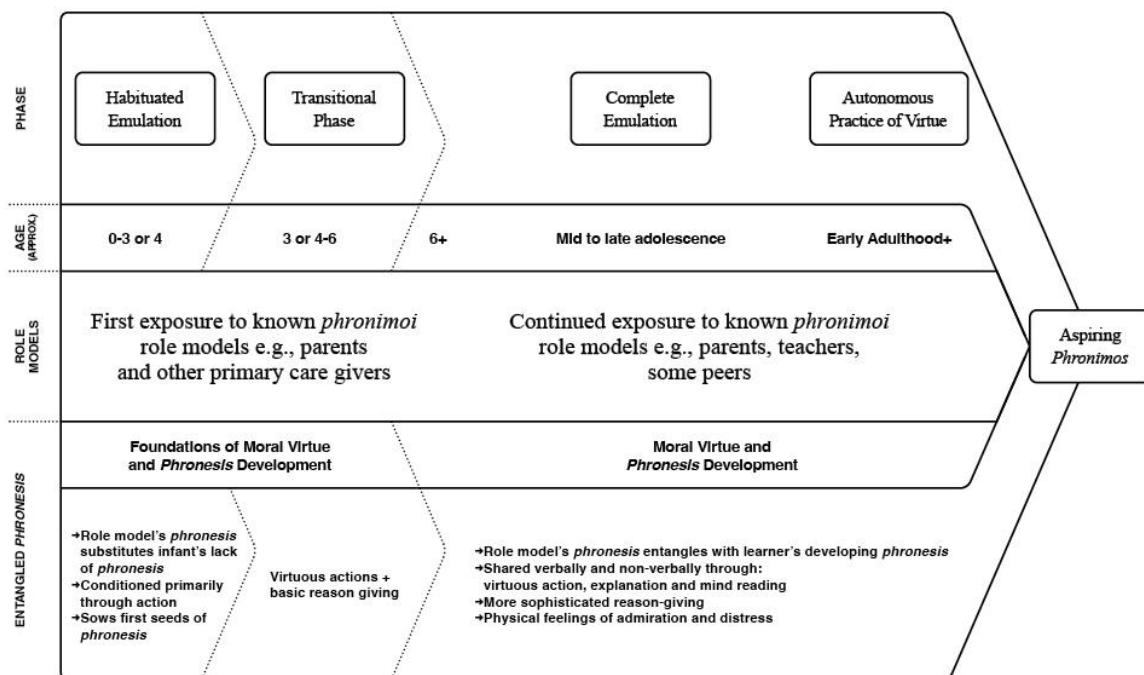 PHASE
Habituated
Emulation
Transitional
Phase
Complete
Emulation
Autonomous
Practice of Virtue
AGE
(APPROX.)
0-3 or 4
3 or 4-6
6+
Mid to late adolescence
Early Adulthood+
ROLE
MODELS
First exposure to known phronimoi
role models e.g., parents
and other primary care givers
Continued exposure to known phronimoi
role models e.g., parents, teachers,
some peers
Aspiring
Phronimos
ENTANGLED PHRONESIS
Foundations of Moral Virtue
and Phronesis Development
Moral Virtue and
Phronesis Development
→Role model's phronesis
substitutes infant's lack
of phronesis
→Conditioned primarily
through action
→Sows first seeds of
phronesis
Virtuous actions +
basic reason giving
→Role model's phronesis entangles with learner's developing phronesis
→Shared verbally and non-verbally through:
virtuous action, explanation and mind reading
→More sophisticated reason-giving
→Physical feelings of admiration and distress